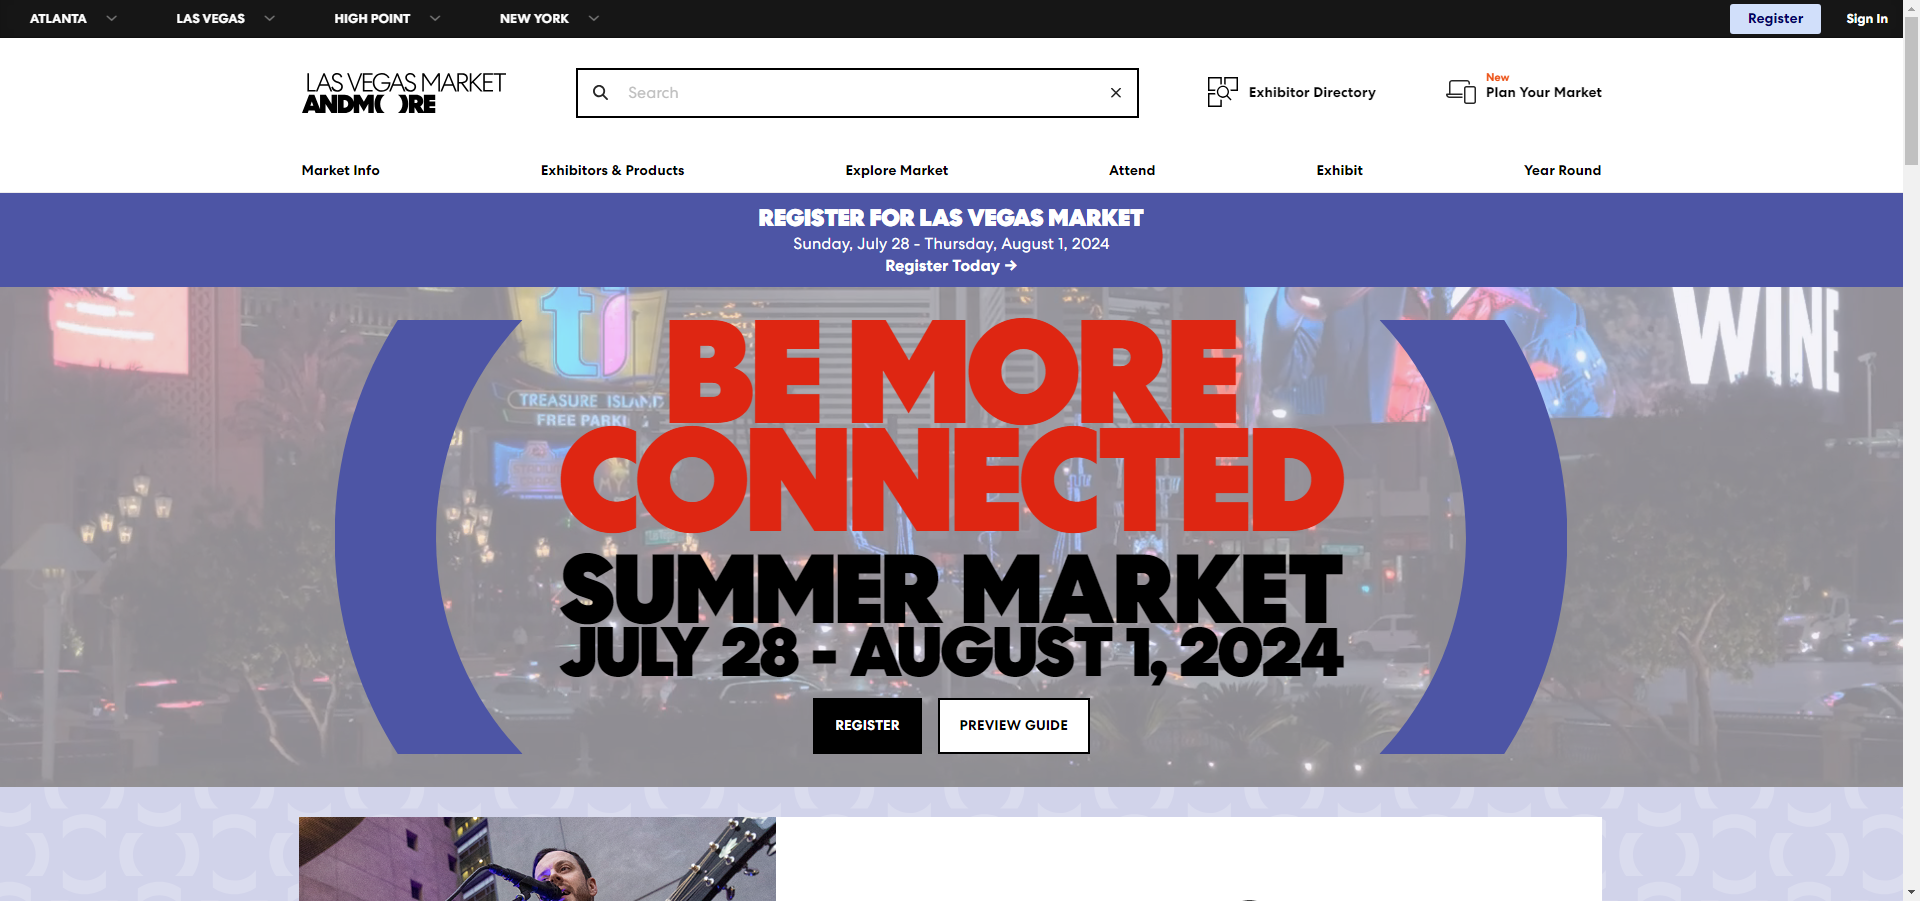 ATLANTA LAS VEGAS HIGH POINT NEW YORK Register Sign In
LAS VEGAS MARKET
ANDM( )RE
Search
Exhibitor Directory
New
Plan Your Market
Market Info Exhibitors & Products Explore Market Attend Exhibit Year Round
REGISTER FOR LAS VEGAS MARKET
Sunday, July 28 - Thursday, August 1, 2024
Register Today →
ti
WINE
TREASURE ISLAND
FREE PARKI
BE MORE
CONNECTED
SUMMER MARKET
JULY 28 - AUGUST 1, 2024
REGISTER PREVIEW GUIDE